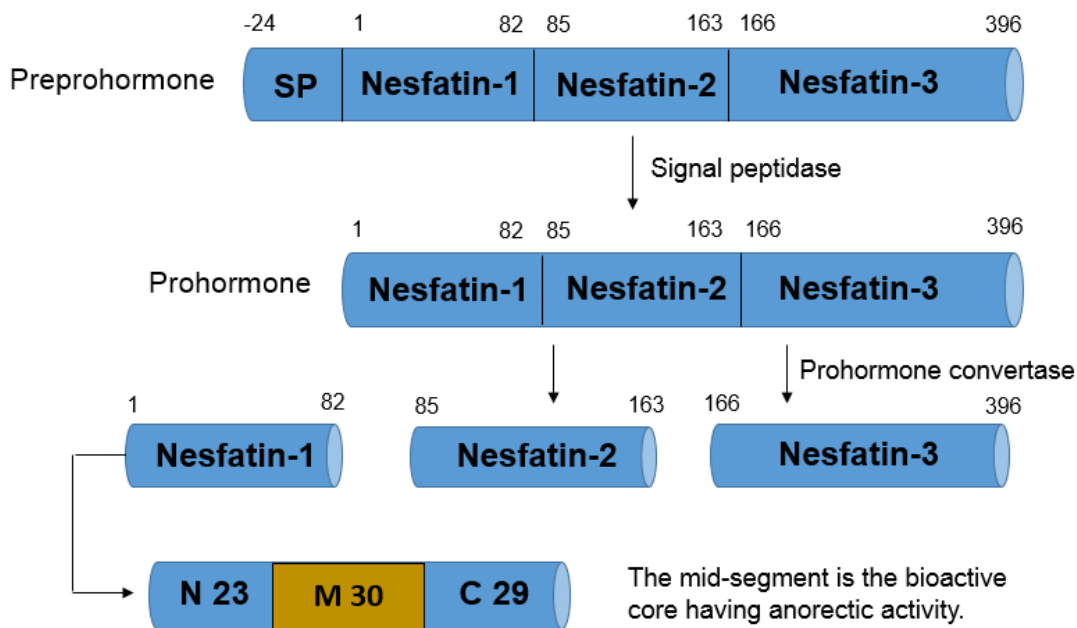 -24 1 82 85 163 166 396
Preprohormone SP Nesfatin-1 Nesfatin-2 Nesfatin-3
Signal peptidase
1 82 85 163 166 396
Prohormone Nesfatin-1 Nesfatin-2 Nesfatin-3
Prohormone convertase
1 82 85 163 166 396
Nesfatin-1 Nesfatin-2 Nesfatin-3
N 23 M 30 C 29
The mid-segment is the bioactive
core having anorectic activity.